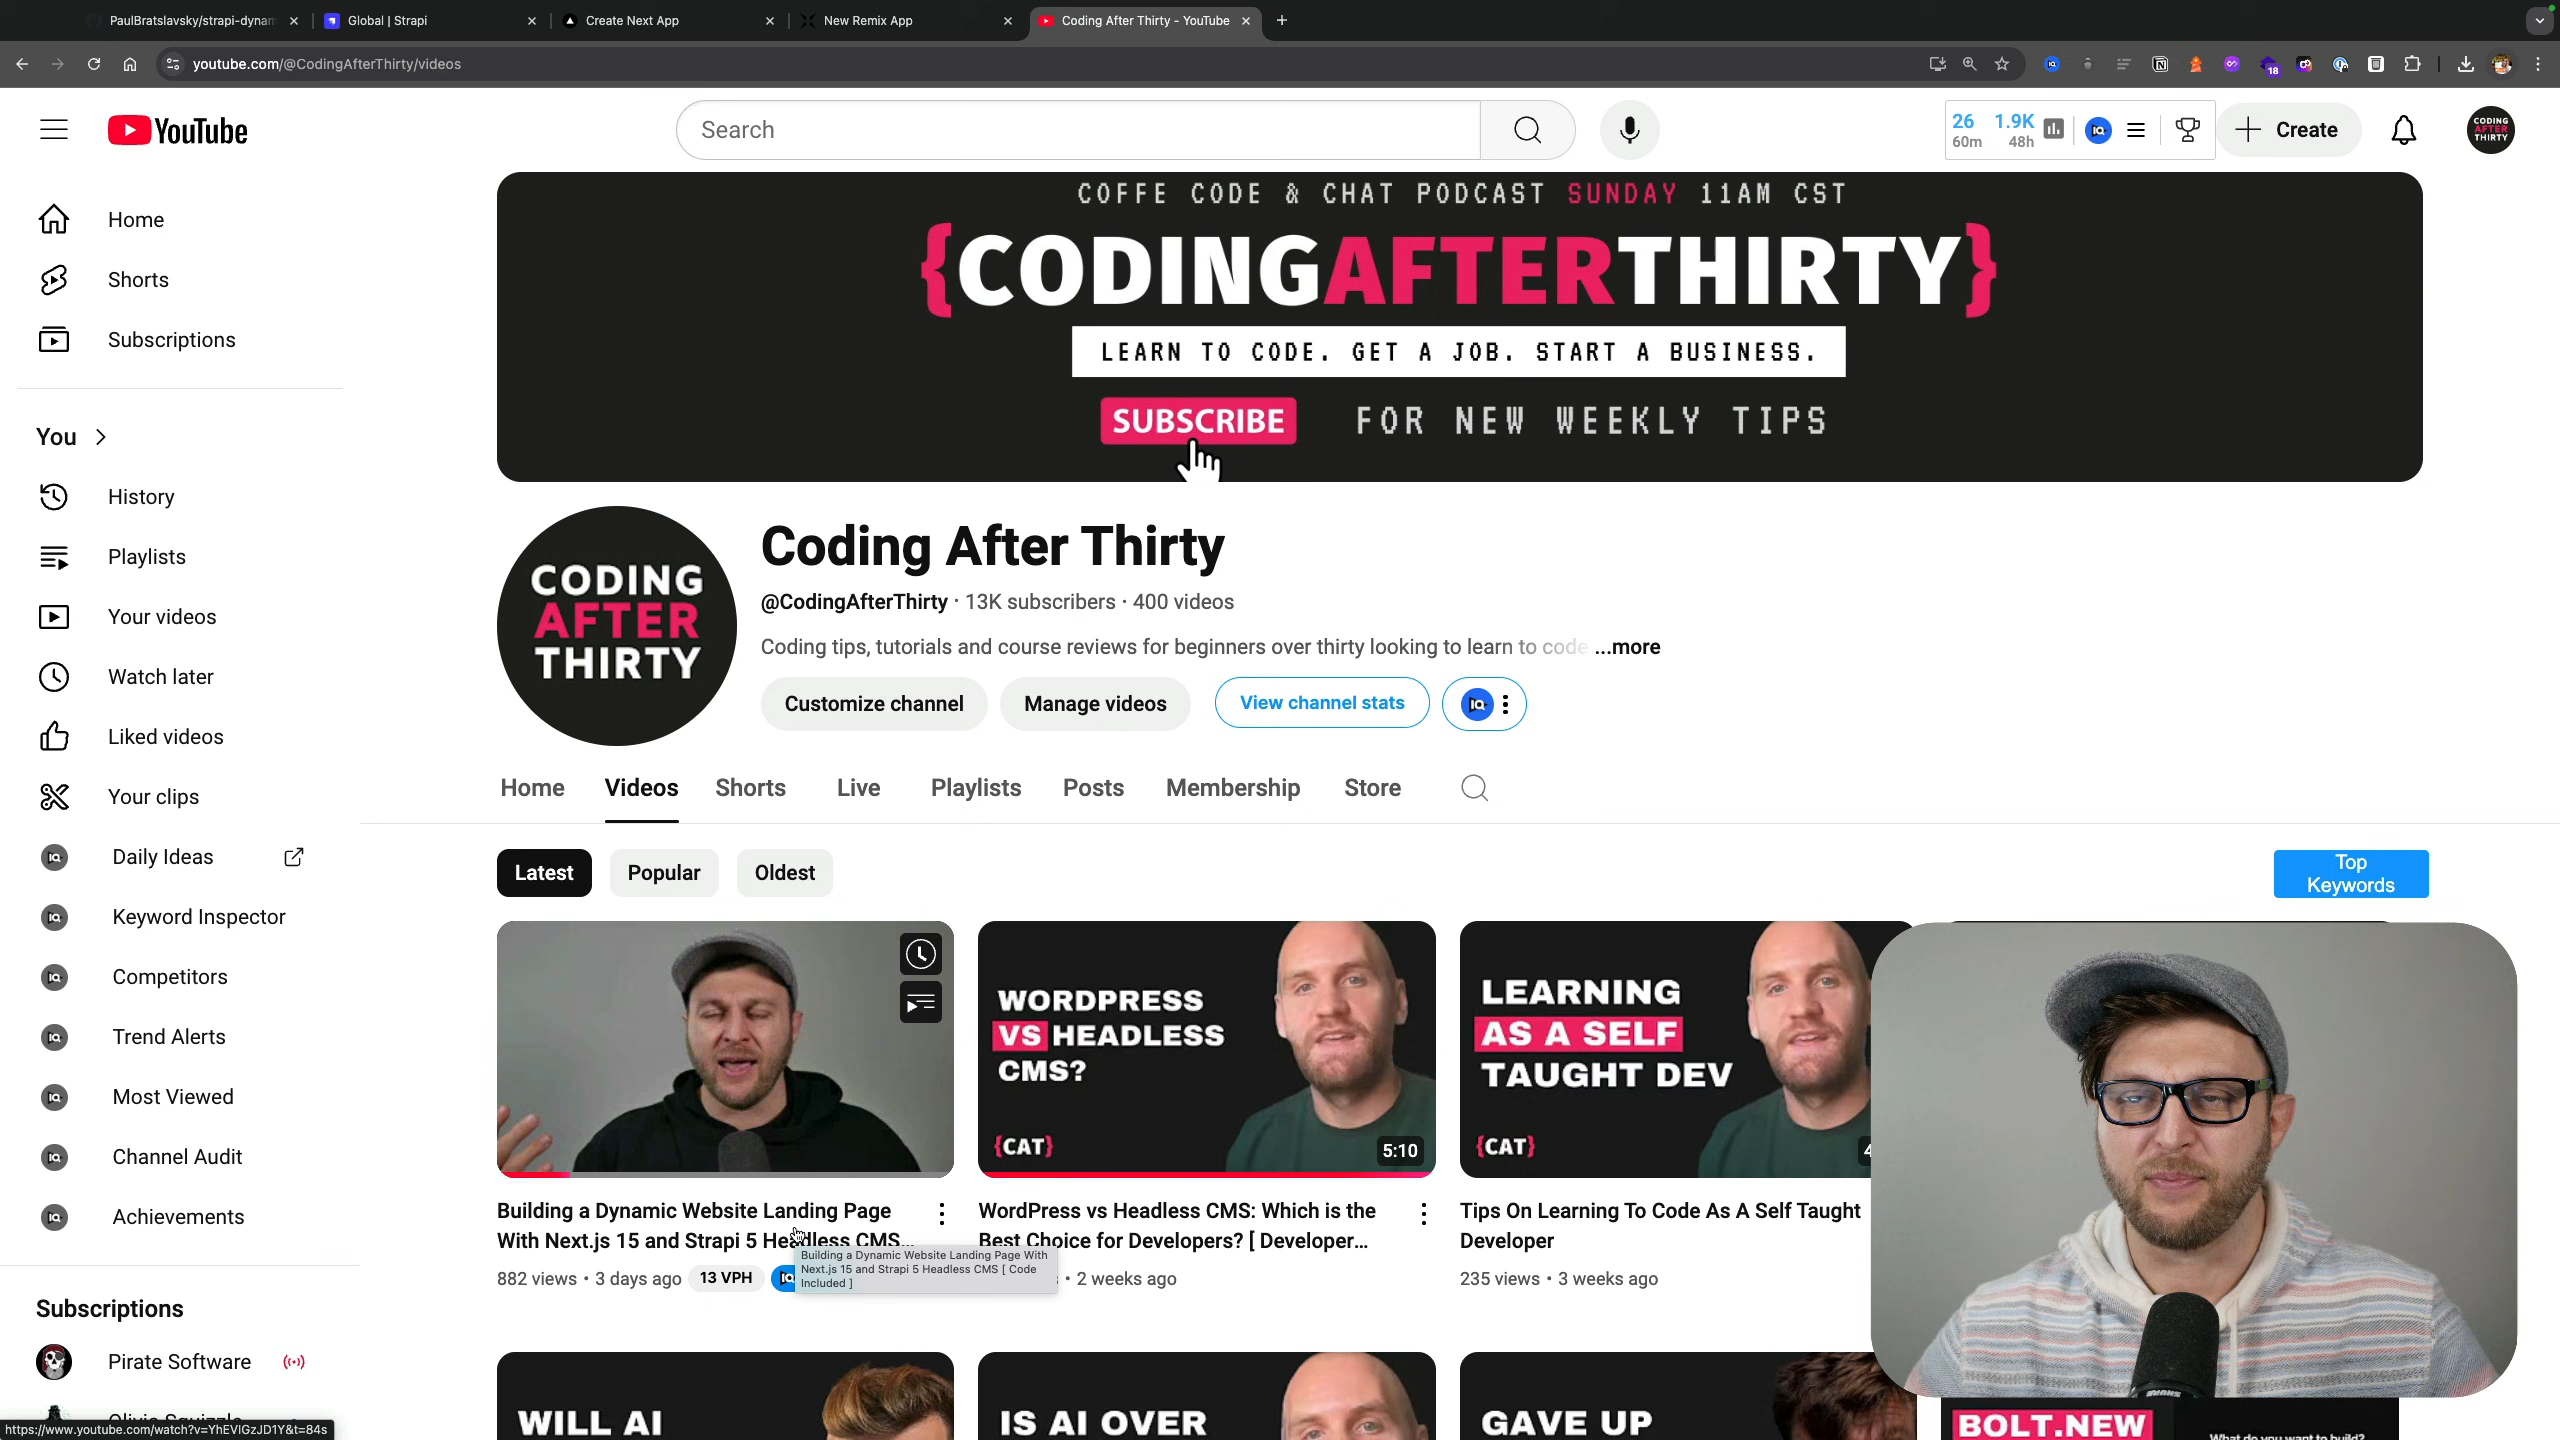 PaulBratslavsky/strapi-dynam
Global | Strapi
Create Next App
New Remix App
Coding After Thirty - YouTube
youtube.com/@CodingAfterThirty/videos
18
YouTube
Search
26
60m
1.9K
48h
Create
CODING
AFTER
THIRTY
Home
Shorts
Subscriptions
You
History
Playlists
Your videos
Watch later
Liked videos
Your clips
Daily Ideas
Keyword Inspector
Competitors
Trend Alerts
Most Viewed
Channel Audit
Achievements
Subscriptions
Pirate Software
https://www.youtube.com/watch?v=YhEVIGzJD1Y&t=84s
COFFE CODE & CHAT PODCAST SUNDAY 11AM CST
{CODINGAFTERTHIRTY}
LEARN TO CODE. GET A JOB. START A BUSINESS.
SUBSCRIBE FOR NEW WEEKLY TIPS
CODING
AFTER
THIRTY
Coding After Thirty
@CodingAfterThirty · 13K subscribers · 400 videos
Coding tips, tutorials and course reviews for beginners over thirty looking to learn to code ...more
Customize channel
Manage videos
View channel stats
Home
Videos
Shorts
Live
Playlists
Posts
Membership
Store
Latest
Popular
Oldest
Top
Keywords
WORDPRESS
VS HEADLESS
CMS?
{CAT}
5:10
LEARNING
AS A SELF
TAUGHT DEV
{CAT}
Building a Dynamic Website Landing Page
With Next.js 15 and Strapi 5 Headless CMS...
882 views · 3 days ago
13 VPH
Building a Dynamic Website Landing Page With
Next.js 15 and Strapi 5 Headless CMS [ Code
Included ]
WordPress vs Headless CMS: Which is the
Best Choice for Developers? [ Developer...
· 2 weeks ago
Tips On Learning To Code As A Self Taught
Developer
235 views · 3 weeks ago
WILL AI
IS AI OVER
GAVE UP
BOLT.NEW
What do you want to build?